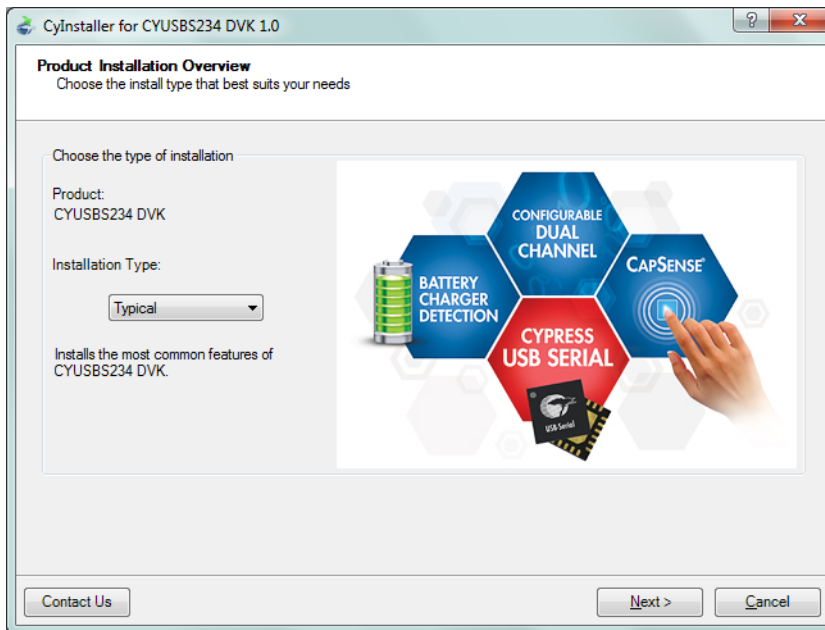 CyInstaller for CYUSBS234 DVK 1.0
Product Installation Overview
Choose the install type that best suits your needs
Choose the type of installation
Product:
CYUSBS234 DVK
Installation Type:
Typical
Installs the most common features of
CYUSBS234 DVK.
CONFIGURABLE
DUAL
CHANNEL
BATTERY
CHARGER
DETECTION
CAPSENSE®
CYPRESS
USB SERIAL
USB-Serial
Contact Us
Next >
Cancel